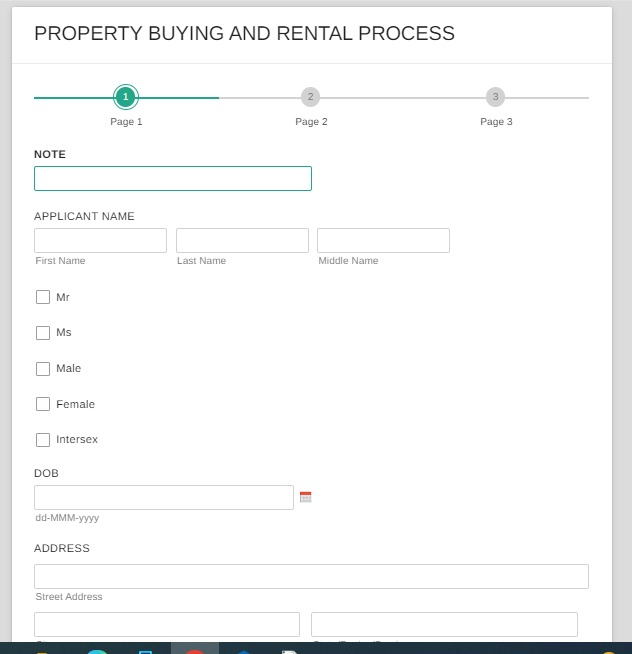 PROPERTY BUYING AND RENTAL PROCESS
1 2 3
Page 1 Page 2 Page 3
NOTE
APPLICANT NAME
First Name Last Name Middle Name
Mr
Ms
Male
Female
Intersex
DOB
dd-MMM-yyyy
ADDRESS
Street Address